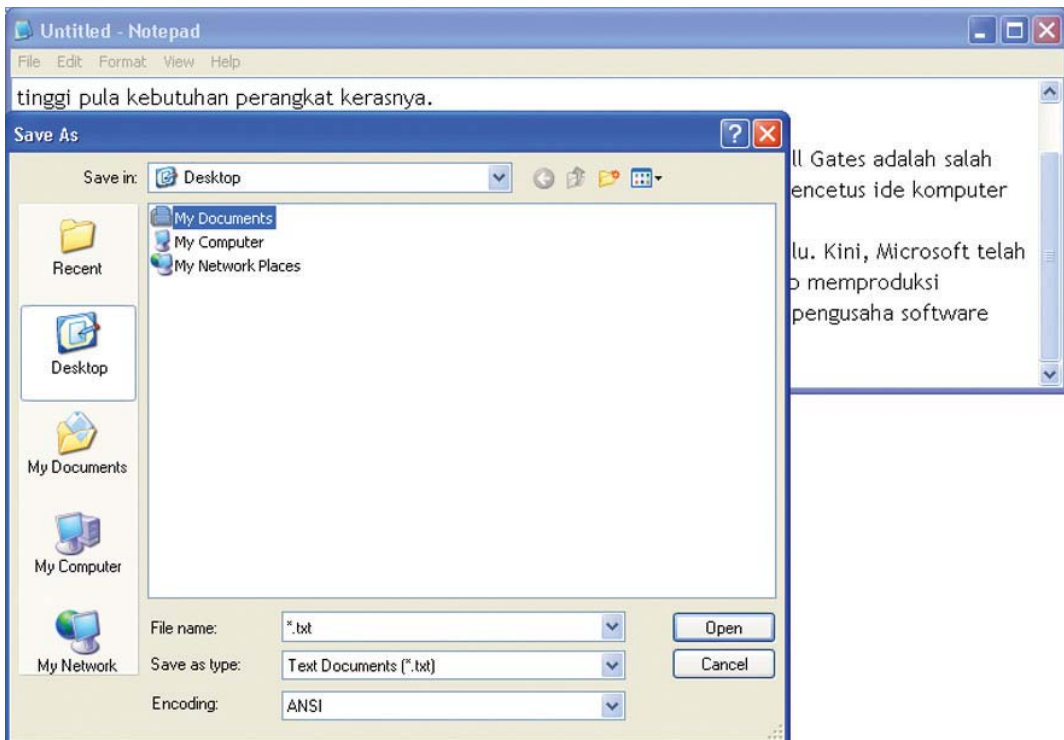 Untitled - Notepad
File Edit Format View Help
tinggi pula kebutuhan perangkat kerasnya.
Save As
Save in: Desktop
ll Gates adalah salah
encetus ide komputer
lu. Kini, Microsoft telah
memproduksi
pengusaha software
My Documents
My Computer
My Network Places
Recent
Desktop
My Documents
My Computer
My Network
File name: *.txt Open
Save as type: Text Documents (*.txt) Cancel
Encoding: ANSI